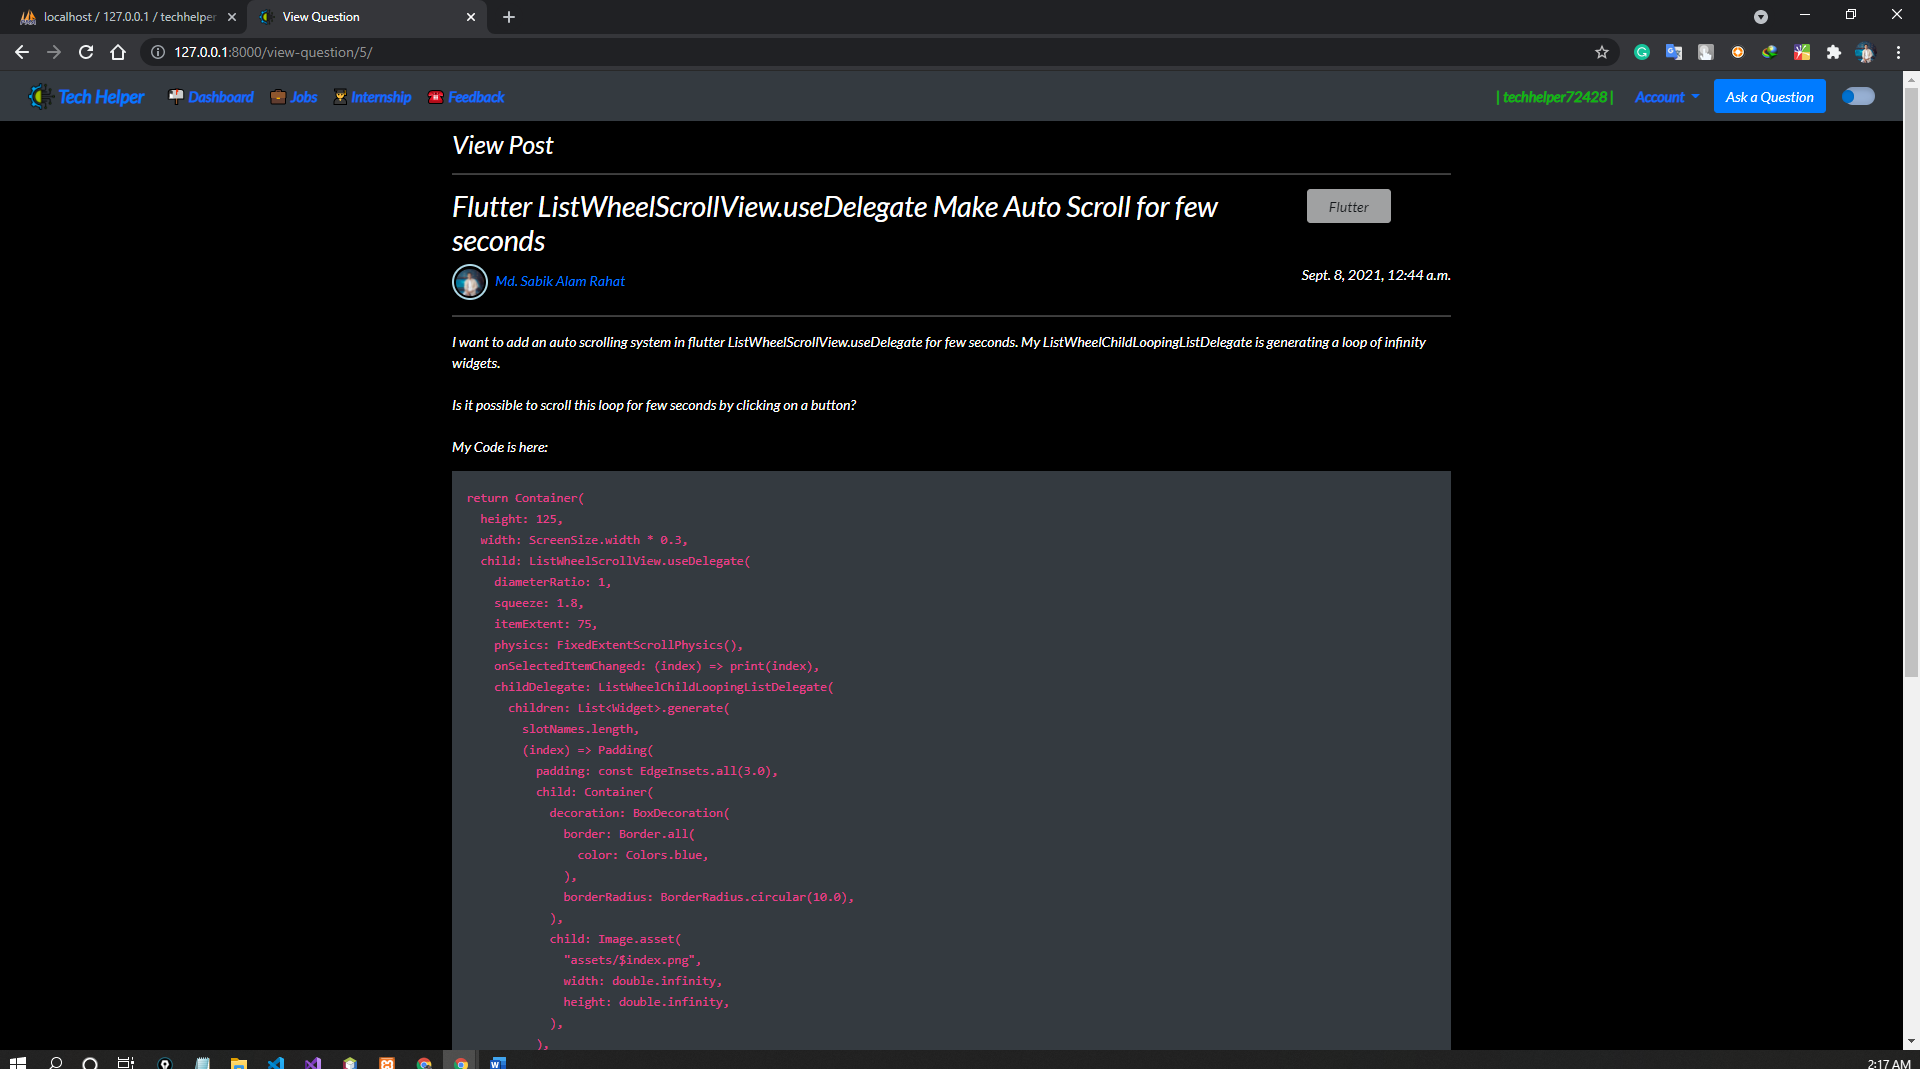 localhost / 127.0.0.1 / techhelper
View Question
127.0.0.1:8000/view-question/5/
Tech Helper Dashboard Jobs Internship Feedback | techhelper72428 | Account Ask a Question
View Post
Flutter ListWheelScrollView.useDelegate Make Auto Scroll for few
seconds
Flutter
Md. Sabik Alam Rahat
Sept. 8, 2021, 12:44 a.m.
I want to add an auto scrolling system in flutter ListWheelScrollView.useDelegate for few seconds. My ListWheelChildLoopingListDelegate is generating a loop of infinity
widgets.
Is it possible to scroll this loop for few seconds by clicking on a button?
My Code is here:
return Container(
height: 125,
width: ScreenSize.width * 0.3,
child: ListWheelScrollView.useDelegate(
diameterRatio: 1,
squeeze: 1.8,
itemExtent: 75,
physics: FixedExtentScrollPhysics(),
onSelectedItemChanged: (index) => print(index),
childDelegate: ListWheelChildLoopingListDelegate(
children: List<Widget>.generate(
slotNames.length,
(index) => Padding(
padding: const EdgeInsets.all(3.0),
child: Container(
decoration: BoxDecoration(
border: Border.all(
color: Colors.blue,
),
borderRadius: BorderRadius.circular(10.0),
),
child: Image.asset(
"assets/$index.png",
width: double.infinity,
height: double.infinity,
),
),
2:17 AM